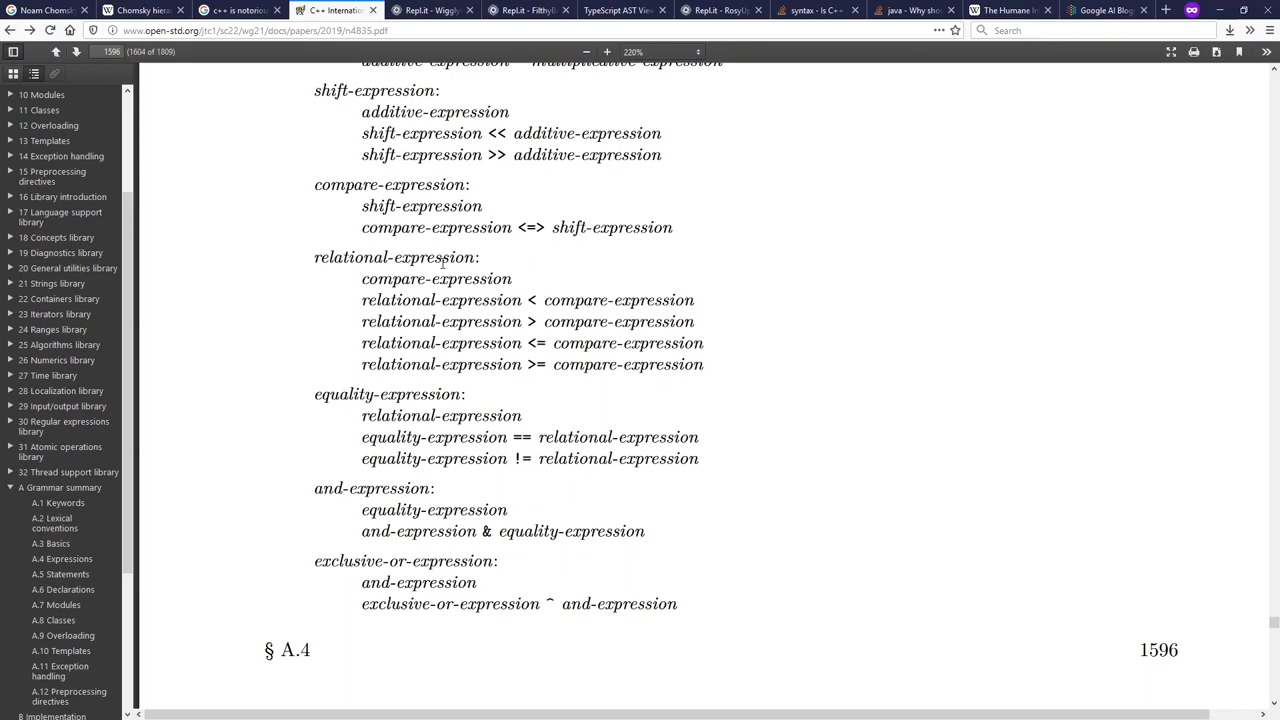 Noam Chomsk
Chomsky hiera
c++ is notoriou
C++ Internation
Repl.it - Wiggly
Repl.it - FilthyB
TypeScript AST View
Repl.it - RosyQ
syntax - Is C++
java - Why shou
The Humane
Google AI Blog
www.open-std.org/jtc1/sc22/wg21/docs/papers/2019/n4835.pdf
Search
1596 (1604 of 1809)
220%
10 Modules
11 Classes
12 Overloading
13 Templates
14 Exception handling
15 Preprocessing
directives
16 Library introduction
17 Language support
library
18 Concepts library
19 Diagnostics library
20 General utilities library
21 Strings library
22 Containers library
23 Iterators library
24 Ranges library
25 Algorithms library
26 Numerics library
27 Time library
28 Localization library
29 Input/output library
30 Regular expressions
library
31 Atomic operations
library
32 Thread support library
A Grammar summary
A.1 Keywords
A.2 Lexical
conventions
A.3 Basics
A.4 Expressions
A.5 Statements
A.6 Declarations
A.7 Modules
A.8 Classes
A.9 Overloading
A.10 Templates
A.11 Exception
handling
A.12 Preprocessing
directives
B Implementation
additive-expression - multiplicative-expression
shift-expression:
additive-expression
shift-expression << additive-expression
shift-expression >> additive-expression
compare-expression:
shift-expression
compare-expression <=> shift-expression
relational-expression:
compare-expression
relational-expression < compare-expression
relational-expression > compare-expression
relational-expression <= compare-expression
relational-expression >= compare-expression
equality-expression:
relational-expression
equality-expression == relational-expression
equality-expression != relational-expression
and-expression:
equality-expression
and-expression & equality-expression
exclusive-or-expression:
and-expression
exclusive-or-expression ^ and-expression
§ A.4
1596